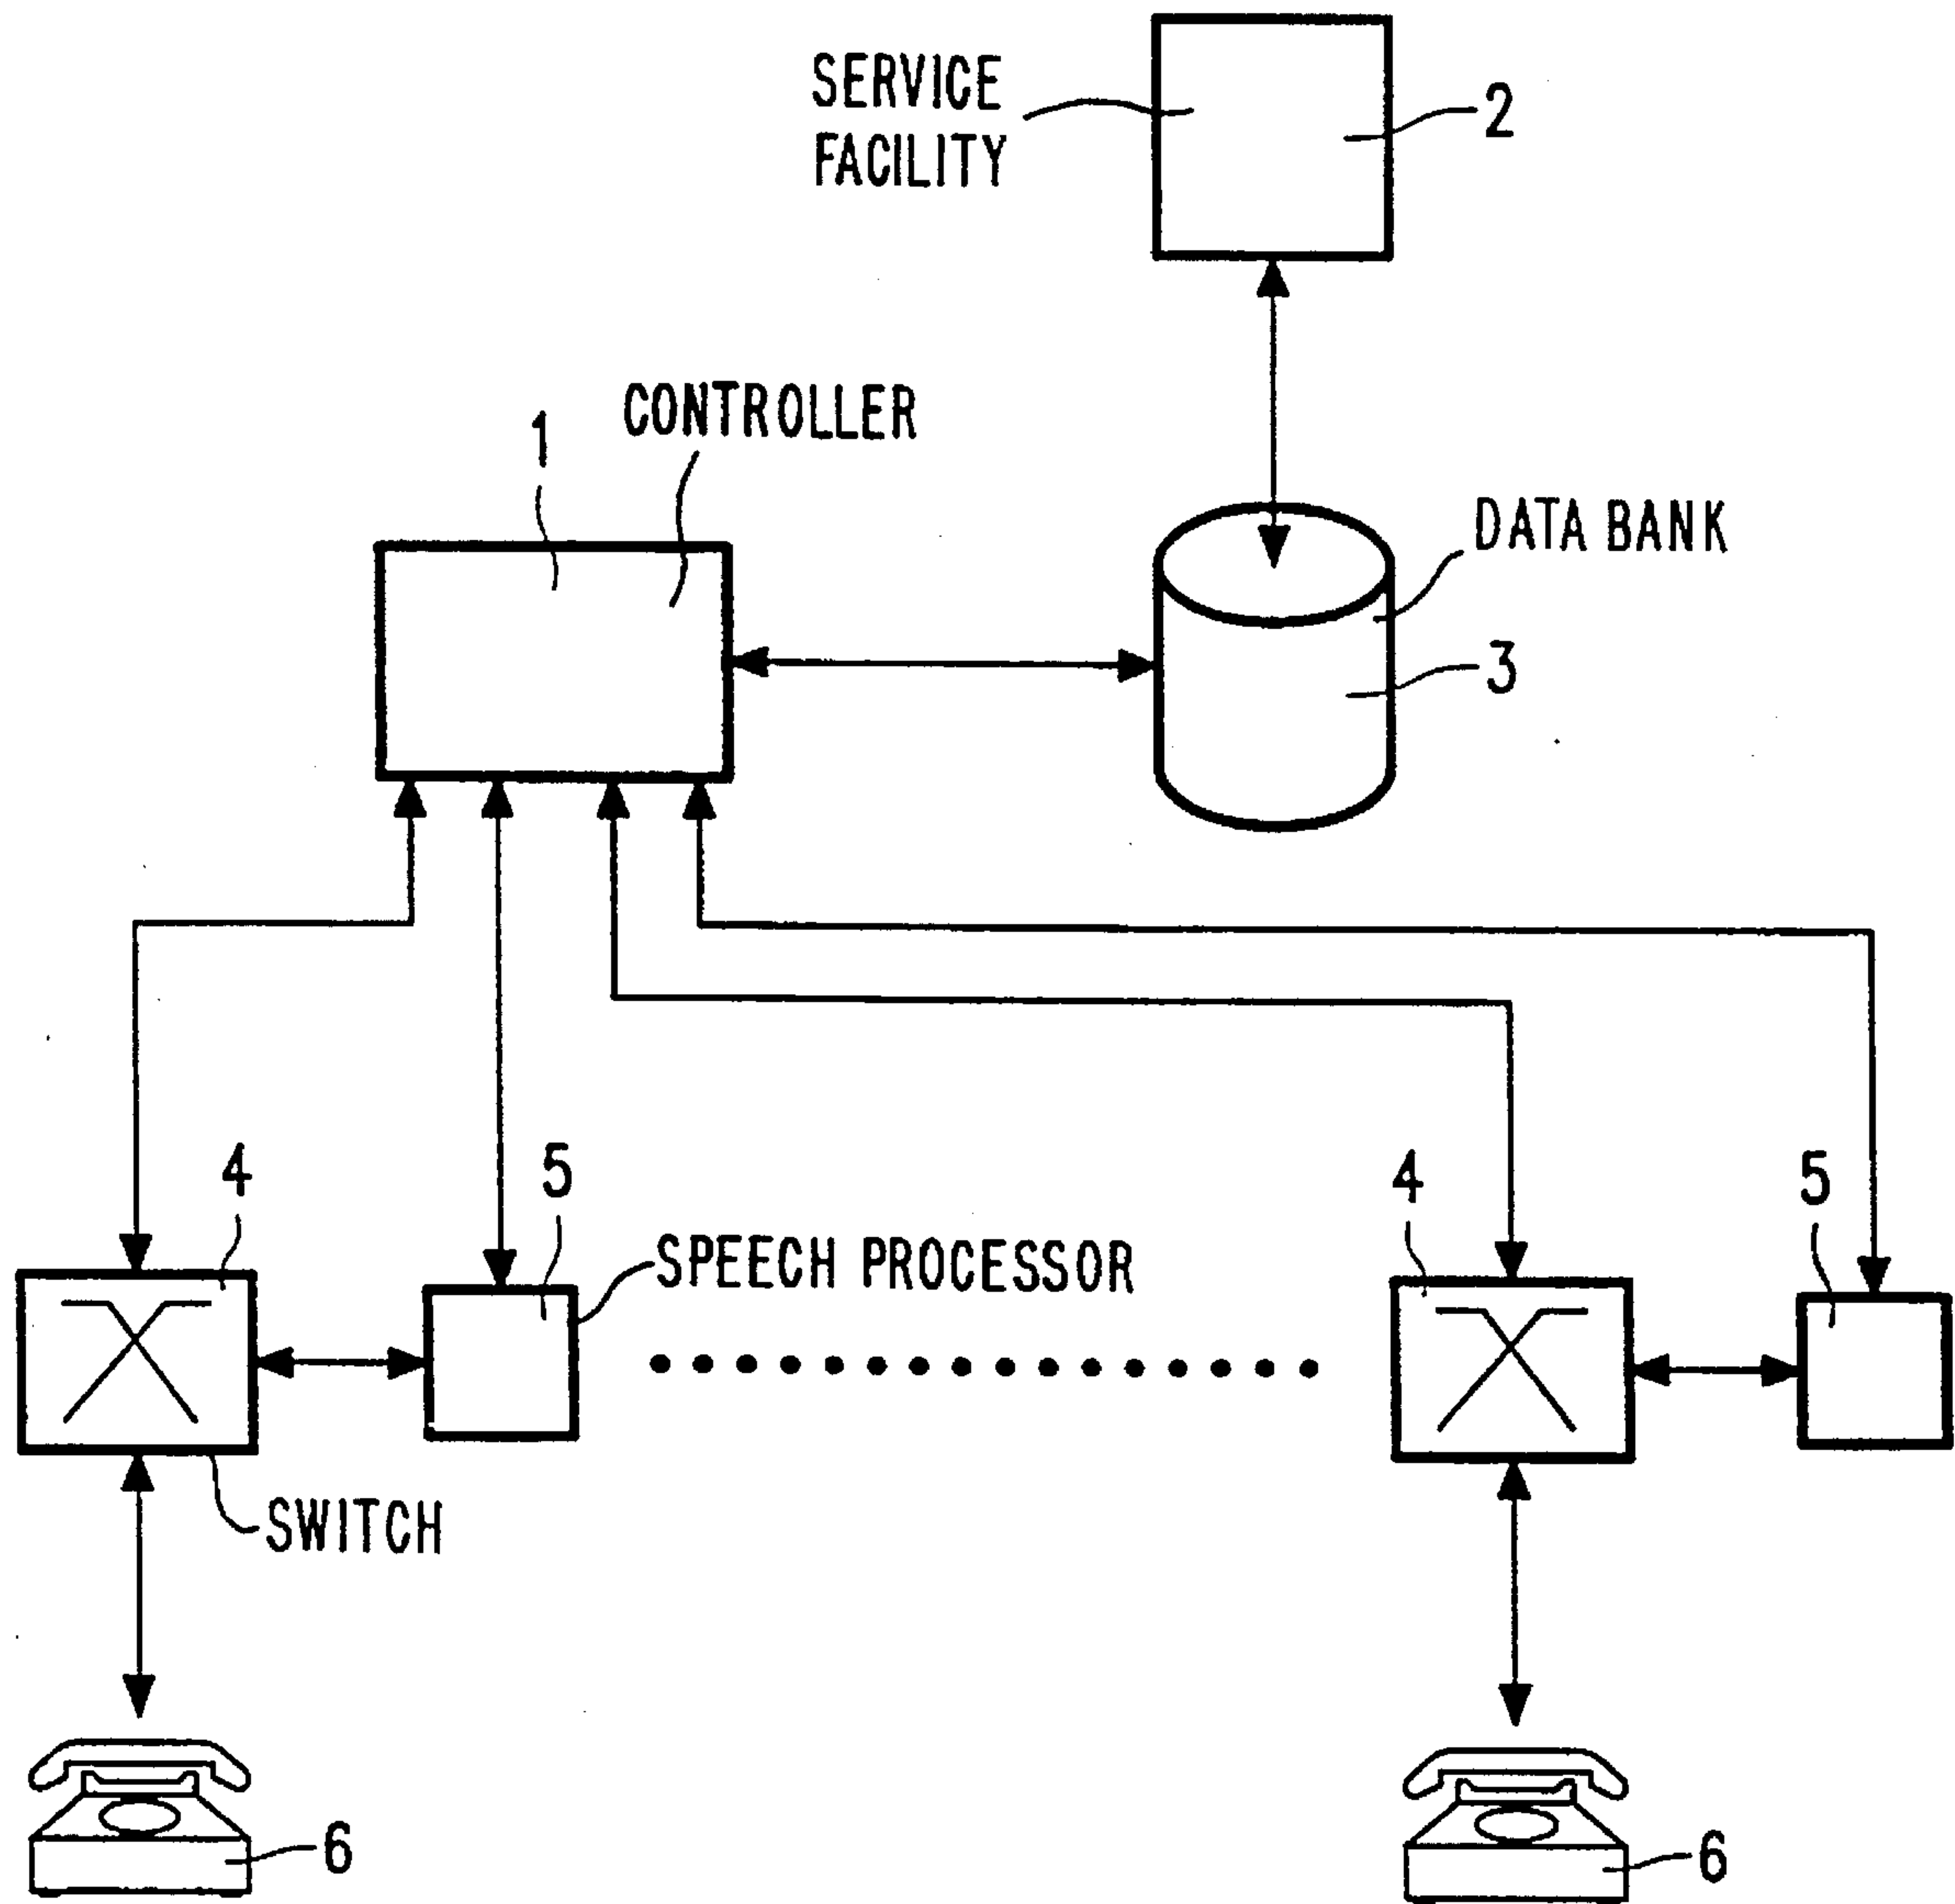 SERVICE
FACILITY
2
CONTROLLER
1
DATA BANK
3
4
5
4
5
SPEECH PROCESSOR
SWITCH
6
6